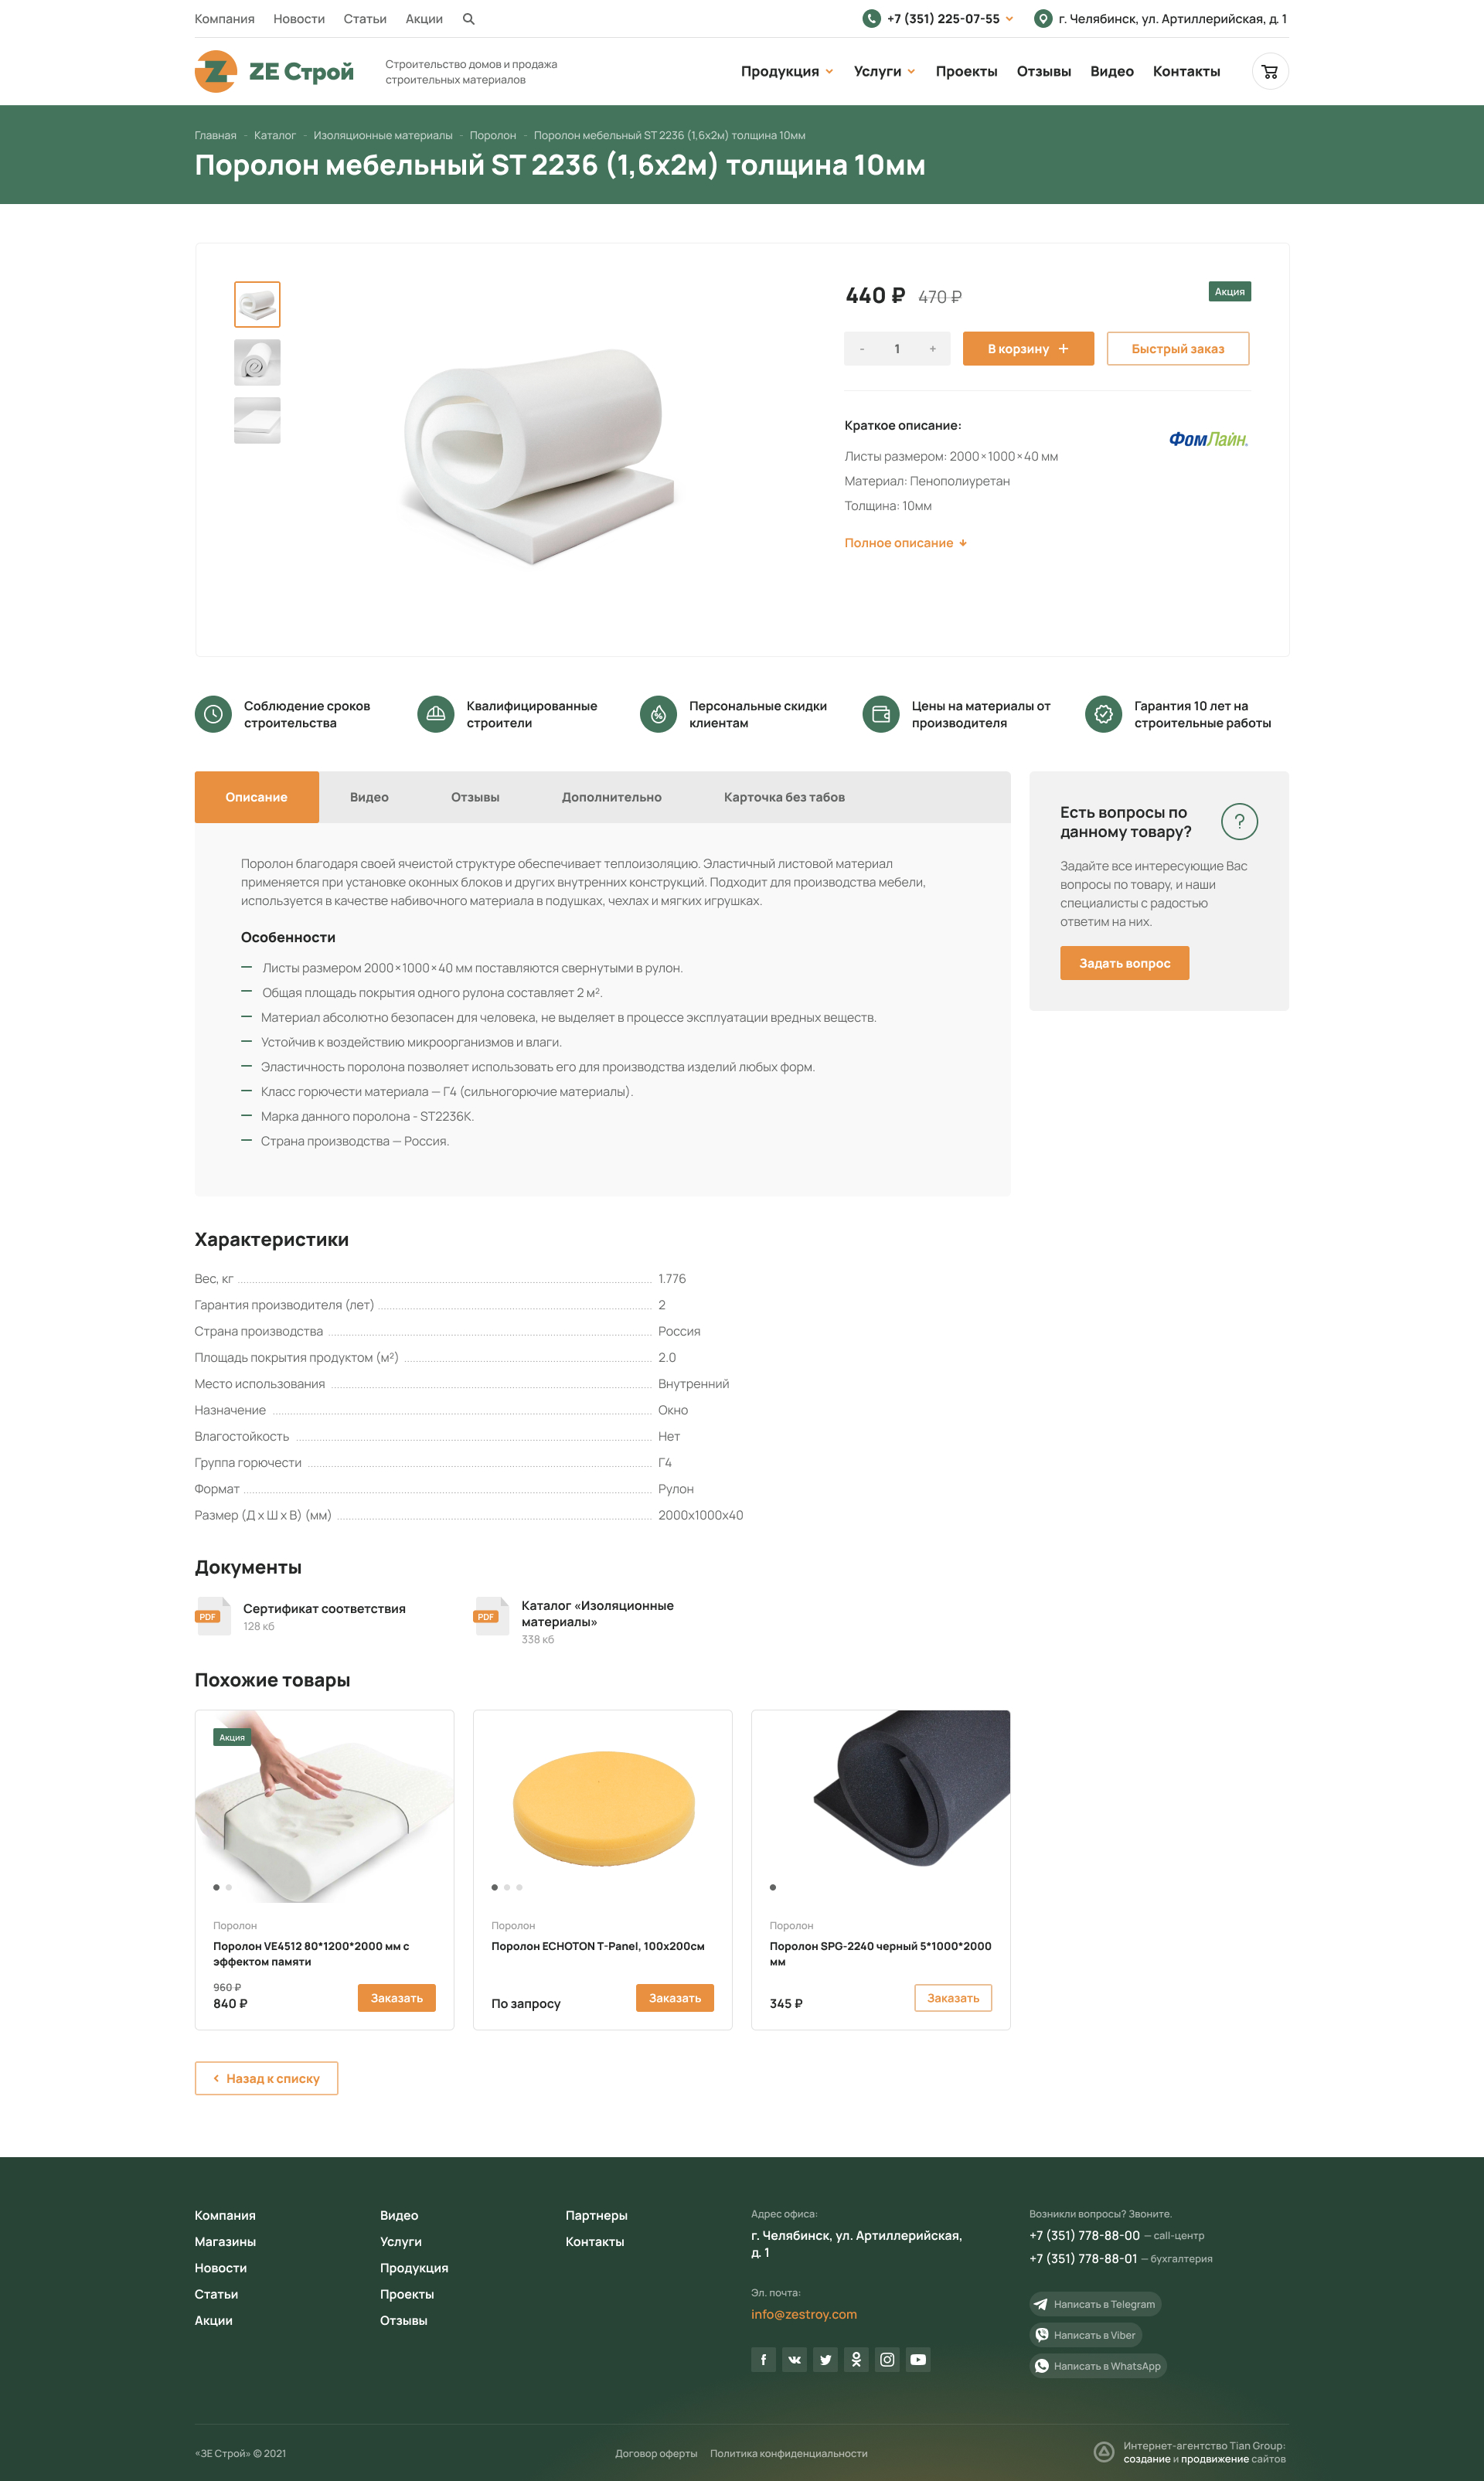 Компания Новости Статьи Акции
+7 (351) 225-07-55 г. Челябинск, ул. Артиллерийская, д. 1
ZE Строй
Строительство домов и продажа
строительных материалов
Продукция Услуги Проекты Отзывы Видео Контакты
Главная - Каталог - Изоляционные материалы - Поролон - Поролон мебельный ST 2236 (1,6х2м) толщина 10мм
Поролон мебельный ST 2236 (1,6х2м) толщина 10мм
440 ₽ 470 ₽
Акция
- 1 +
В корзину +
Быстрый заказ
Краткое описание:
ФомЛайн.
Листы размером: 2000×1000×40 мм
Материал: Пенополиуретан
Толщина: 10мм
Полное описание
Соблюдение сроков
строительства
Квалифицированные
строители
Персональные скидки
клиентам
Цены на материалы от
производителя
Гарантия 10 лет на
строительные работы
Описание Видео Отзывы Дополнительно Карточка без табов
Поролон благодаря своей ячеистой структуре обеспечивает теплоизоляцию. Эластичный листовой материал
применяется при установке оконных блоков и других внутренних конструкций. Подходит для производства мебели,
используется в качестве набивочного материала в подушках, чехлах и мягких игрушках.
Особенности
— Листы размером 2000×1000×40 мм поставляются свернутыми в рулон.
— Общая площадь покрытия одного рулона составляет 2 м².
— Материал абсолютно безопасен для человека, не выделяет в процессе эксплуатации вредных веществ.
— Устойчив к воздействию микроорганизмов и влаги.
— Эластичность поролона позволяет использовать его для производства изделий любых форм.
— Класс горючести материала — Г4 (сильногорючие материалы).
— Марка данного поролона - ST2236K.
— Страна производства — Россия.
Есть вопросы по
данному товару?
?
Задайте все интересующие Вас
вопросы по товару, и наши
специалисты с радостью
ответим на них.
Задать вопрос
Характеристики
Вес, кг 1.776
Гарантия производителя (лет) 2
Страна производства Россия
Площадь покрытия продуктом (м²) 2.0
Место использования Внутренний
Назначение Окно
Влагостойкость Нет
Группа горючести Г4
Формат Рулон
Размер (Д х Ш х В) (мм) 2000х1000х40
Документы
PDF
Сертификат соответствия
128 кб
PDF
Каталог «Изоляционные
материалы»
338 кб
Похожие товары
Акция
Поролон
Поролон VE4512 80*1200*2000 мм с
эффектом памяти
960 ₽
840 ₽
Заказать
Поролон
Поролон ECHOTON T-Panel, 100х200см
По запросу
Заказать
Поролон
Поролон SPG-2240 черный 5*1000*2000
мм
345 ₽
Заказать
Назад к списку
Компания
Магазины
Новости
Статьи
Акции
Видео
Услуги
Продукция
Проекты
Отзывы
Партнеры
Контакты
Адрес офиса:
г. Челябинск, ул. Артиллерийская,
д. 1
Эл. почта:
info@zestroy.com
Возникли вопросы? Звоните.
+7 (351) 778-88-00 — call-центр
+7 (351) 778-88-01 — бухгалтерия
Написать в Telegram
Написать в Viber
Написать в WhatsApp
«ЗЕ Строй» © 2021
Договор оферты Политика конфиденциальности
Интернет-агентство Tian Group:
создание и продвижение сайтов